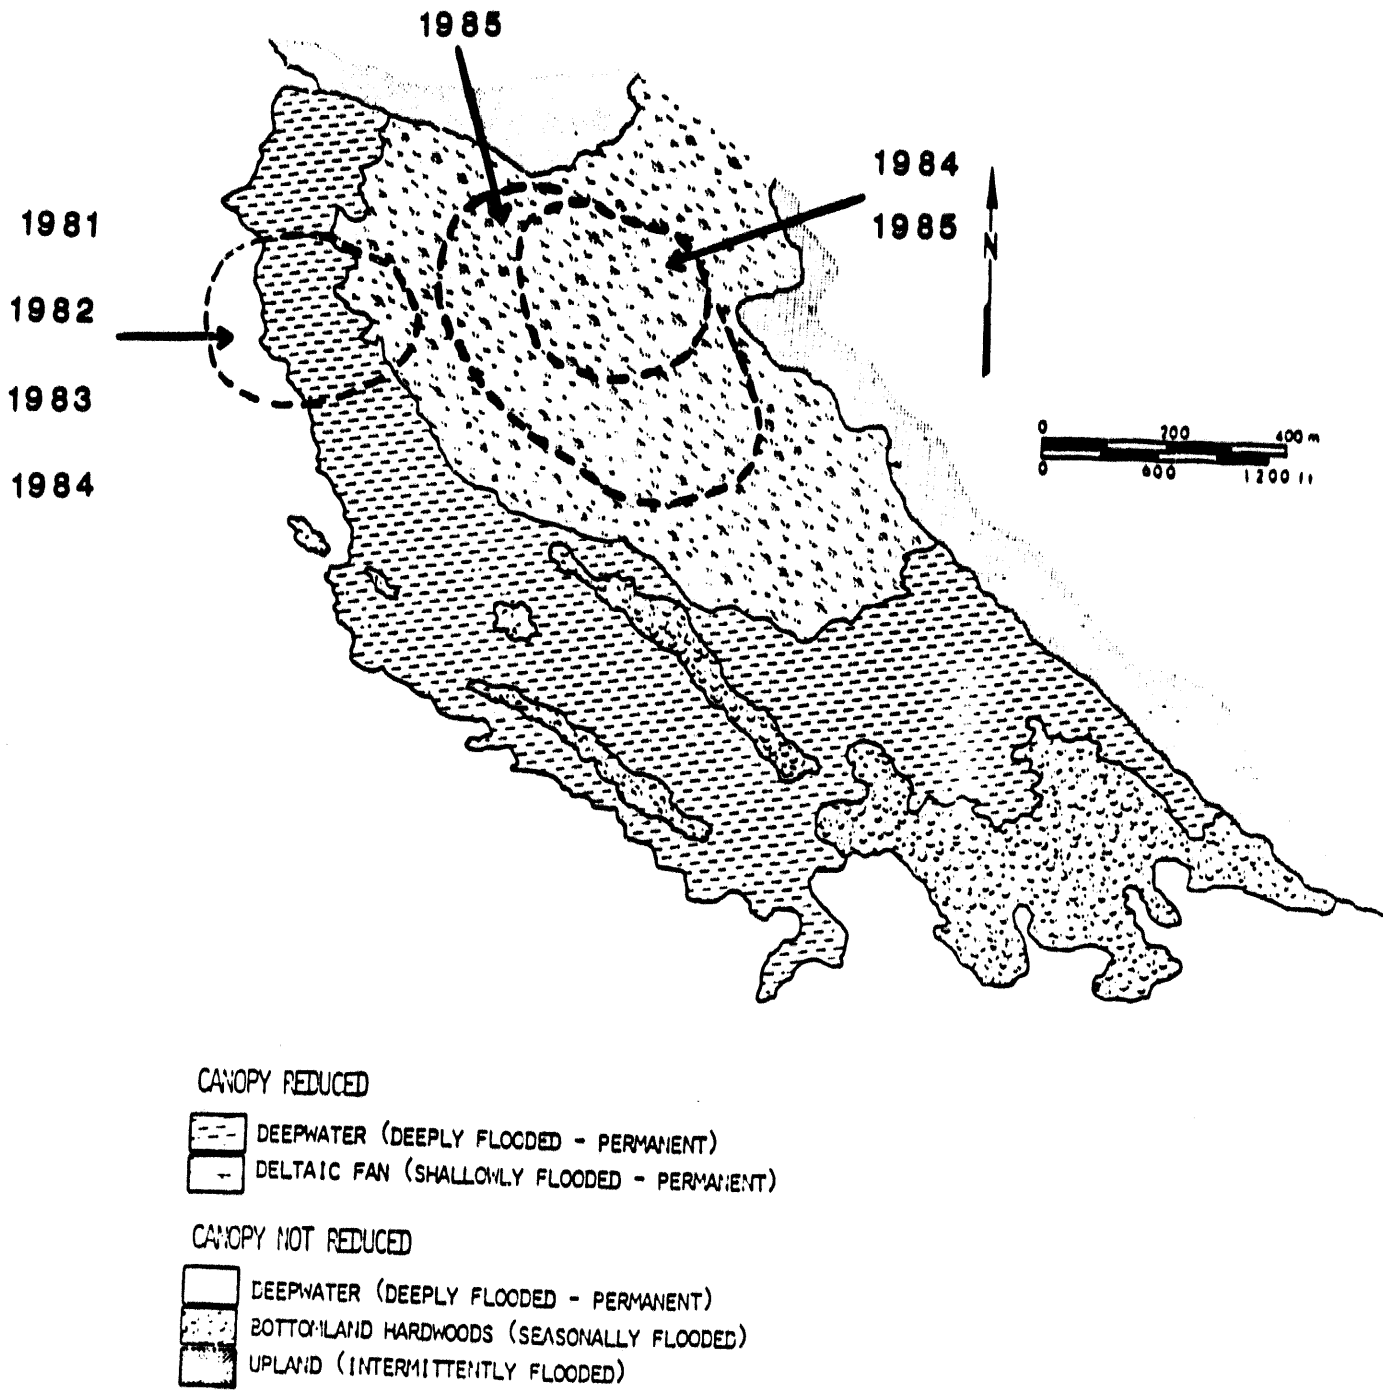 1985
1984
1985
N
1981
1982
1983
1984
0 200 400 m
0 600 1200 ft
CANOPY REDUCED
DEEPWATER (DEEPLY FLOODED - PERMANENT)
DELTAIC FAN (SHALLOWLY FLOODED - PERMANENT)
CANOPY NOT REDUCED
DEEPWATER (DEEPLY FLOODED - PERMANENT)
BOTTOMLAND HARDWOODS (SEASONALLY FLOODED)
UPLAND (INTERMITTENTLY FLOODED)